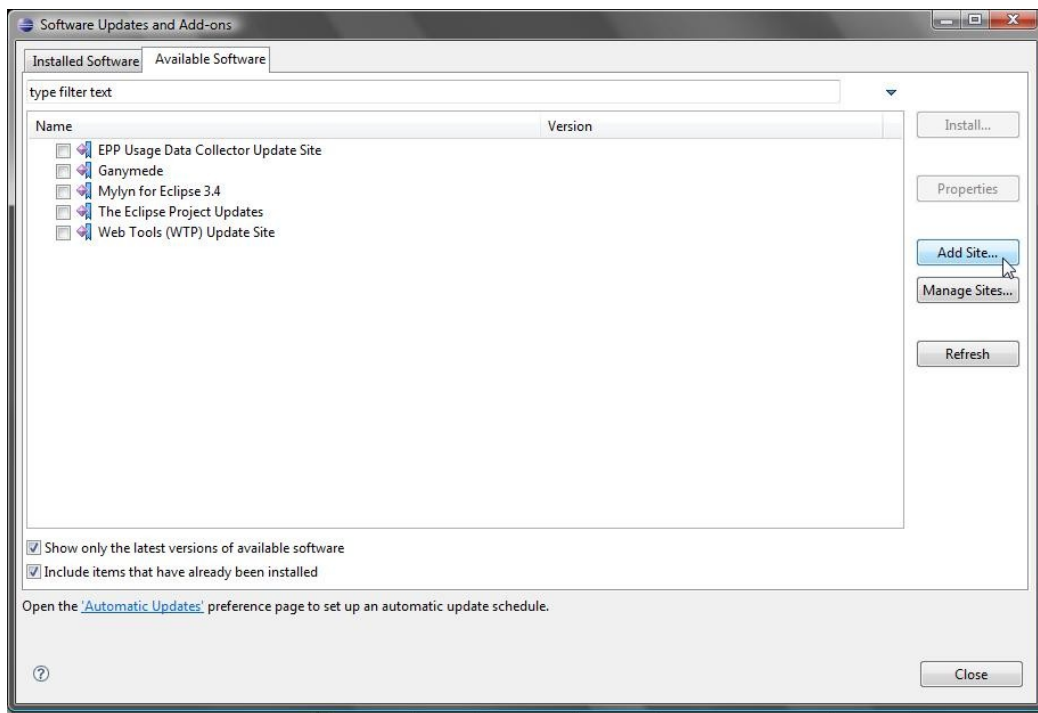 Software Updates and Add-ons
Installed Software Available Software
type filter text
Name Version
Install...
EPP Usage Data Collector Update Site
Ganymede
Mylyn for Eclipse 3.4
Properties
The Eclipse Project Updates
Web Tools (WTP) Update Site
Add Site...
Manage Sites...
Refresh
Show only the latest versions of available software
Include items that have already been installed
Open the 'Automatic Updates' preference page to set up an automatic update schedule.
?
Close